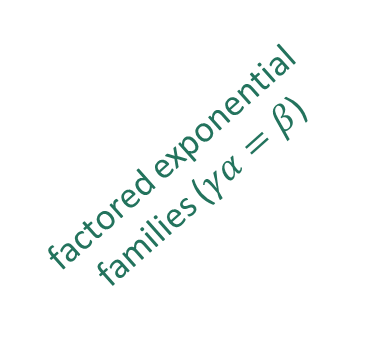 factored exponential
families (γα = β)